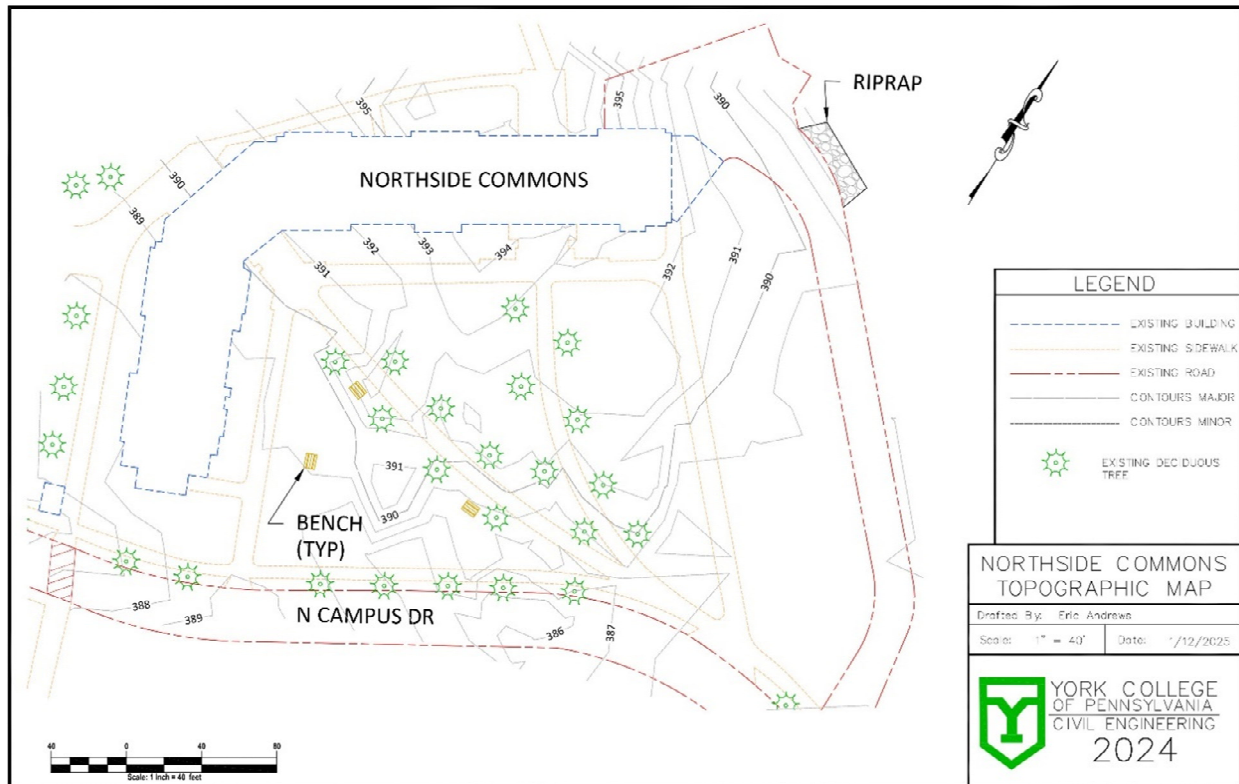 RIPRAP
395
395
390
NORTHSIDE COMMONS
390
389
391
392
393
394
392
391
390
391
390
BENCH
(TYP)
388
389
N CAMPUS DR
386
387
40 0 40 80
Scale: 1 inch = 40 feet
LEGEND
EXISTING BUILDING
EXISTING SIDEWALK
EXISTING ROAD
CONTOURS MAJOR
CONTOURS MINOR
EXISTING DECIDUOUS
TREE
NORTHSIDE COMMONS
TOPOGRAPHIC MAP
Drafted By: Eric Andrews
Scale: 1" = 40'
Date: 1/12/2025
Y
YORK COLLEGE
OF PENNSYLVANIA
CIVIL ENGINEERING
2024